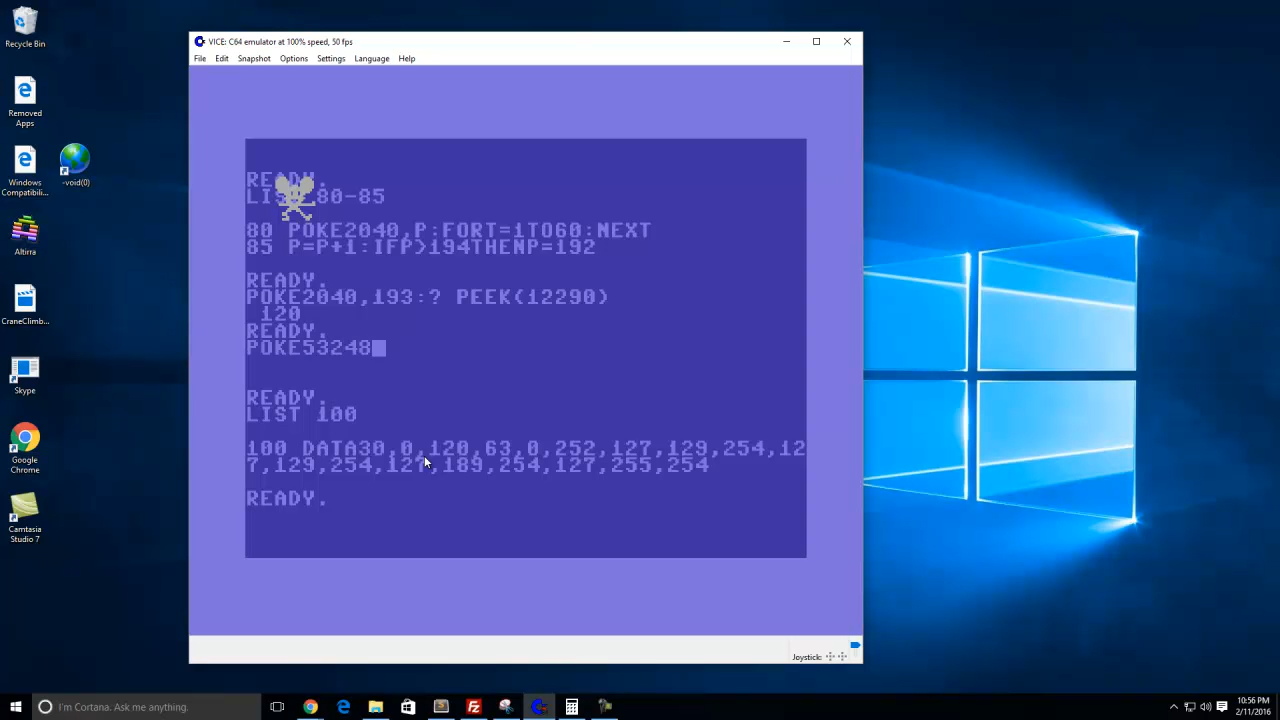 Recycle Bin
Removed Apps
Windows Compatibili...
-void(0)
Altirra
CraneClimb...
Skype
Google Chrome
Camtasia Studio 7
VICE: C64 emulator at 100% speed, 50 fps
File Edit Snapshot Options Settings Language Help
READY.
LIST 80-85
80 POKE2040,P:FORT=1TO60:NEXT
85 P=P+1:IFP>194THENP=192
READY.
POKE2040,193:? PEEK(12290)
120
READY.
POKE53248
READY.
LIST 100
100 DATA30,0,120,63,0,252,127,129,254,12
7,129,254,127,189,254,127,255,254
READY.
Joystick:
I'm Cortana. Ask me anything.
10:56 PM
2/11/2016